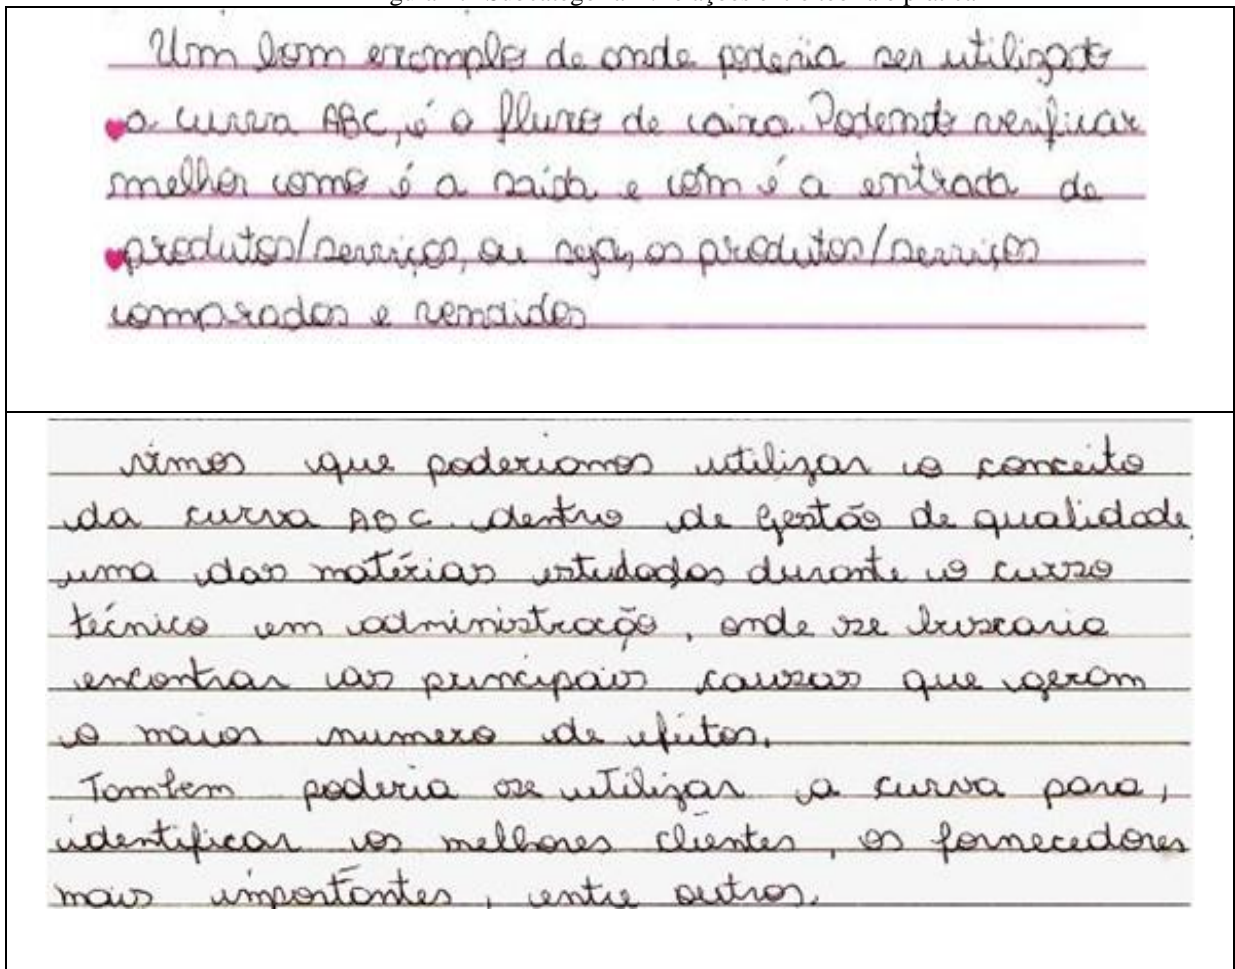 Um bom exemplo de onde poderia ser utilizado
a curva ABC, é o fluxo de caixa. Podendo verificar
melhor como é a saída e com é a entrada de
produtos/serviços, ou seja, os produtos/serviços
comprados e vendidos
vimos que poderiamos utilizar o conceito
da curva ABC dentro de Gestão de qualidade,
uma das matérias estudadas durante o curso
técnico em administração, onde se buscaria
encontrar as principais causas que geram
o maior numero de efeitos.
Tambem poderia se utilizar a curva para,
identificar os melhores clientes, os fornecedores
mais importantes, entre outros.